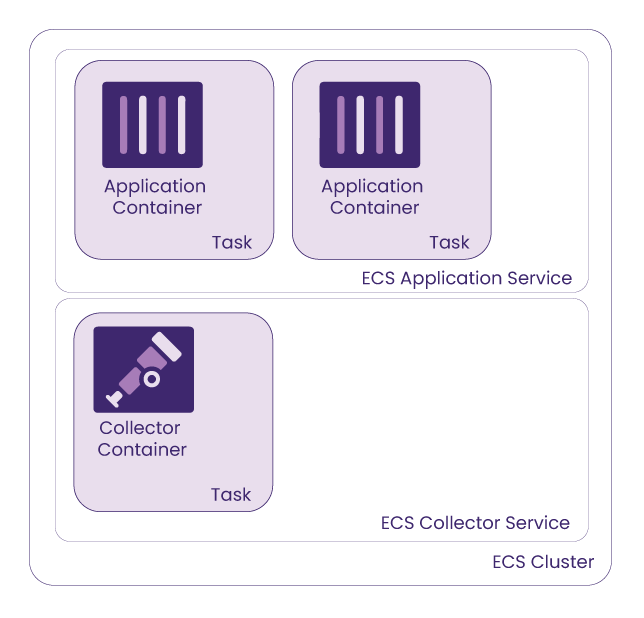 Application
Container
Task
Application
Container
Task
ECS Application Service
Collector
Container
Task
ECS Collector Service
ECS Cluster